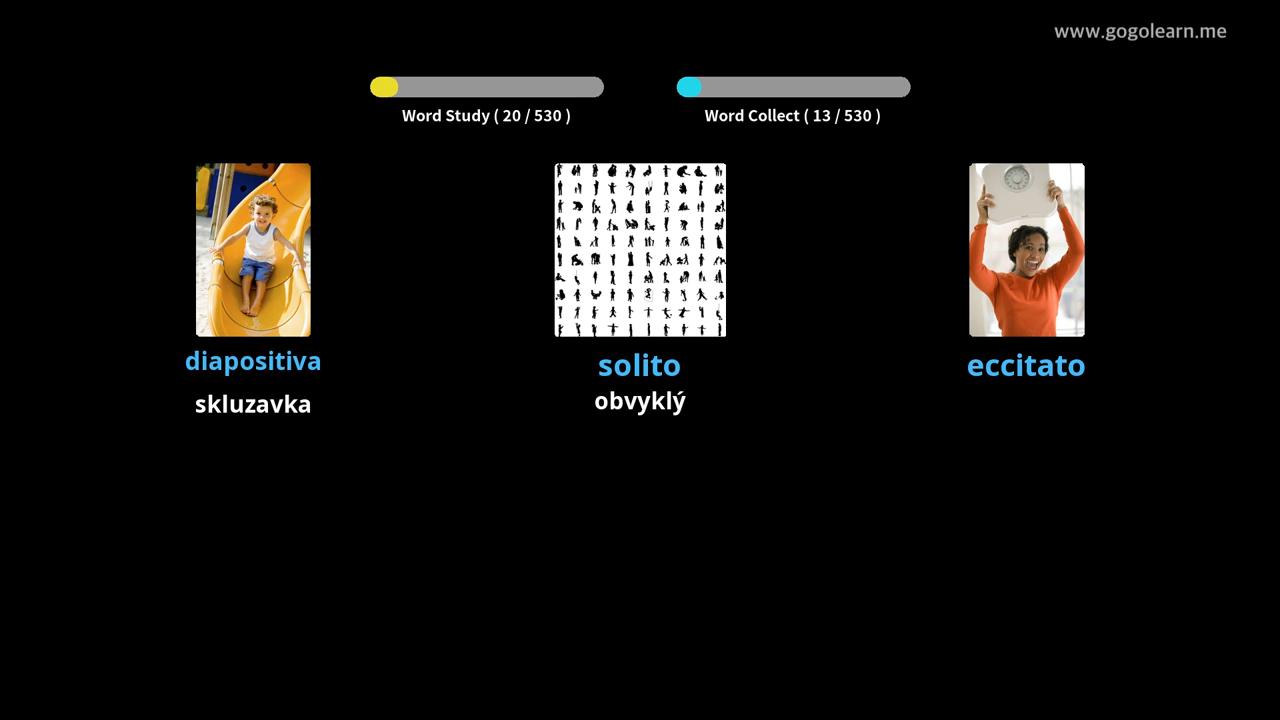 www.gogolearn.me
Word Study ( 20 / 530 )
Word Collect ( 13 / 530 )
diapositiva
skluzavka
solito
obvyklý
eccitato